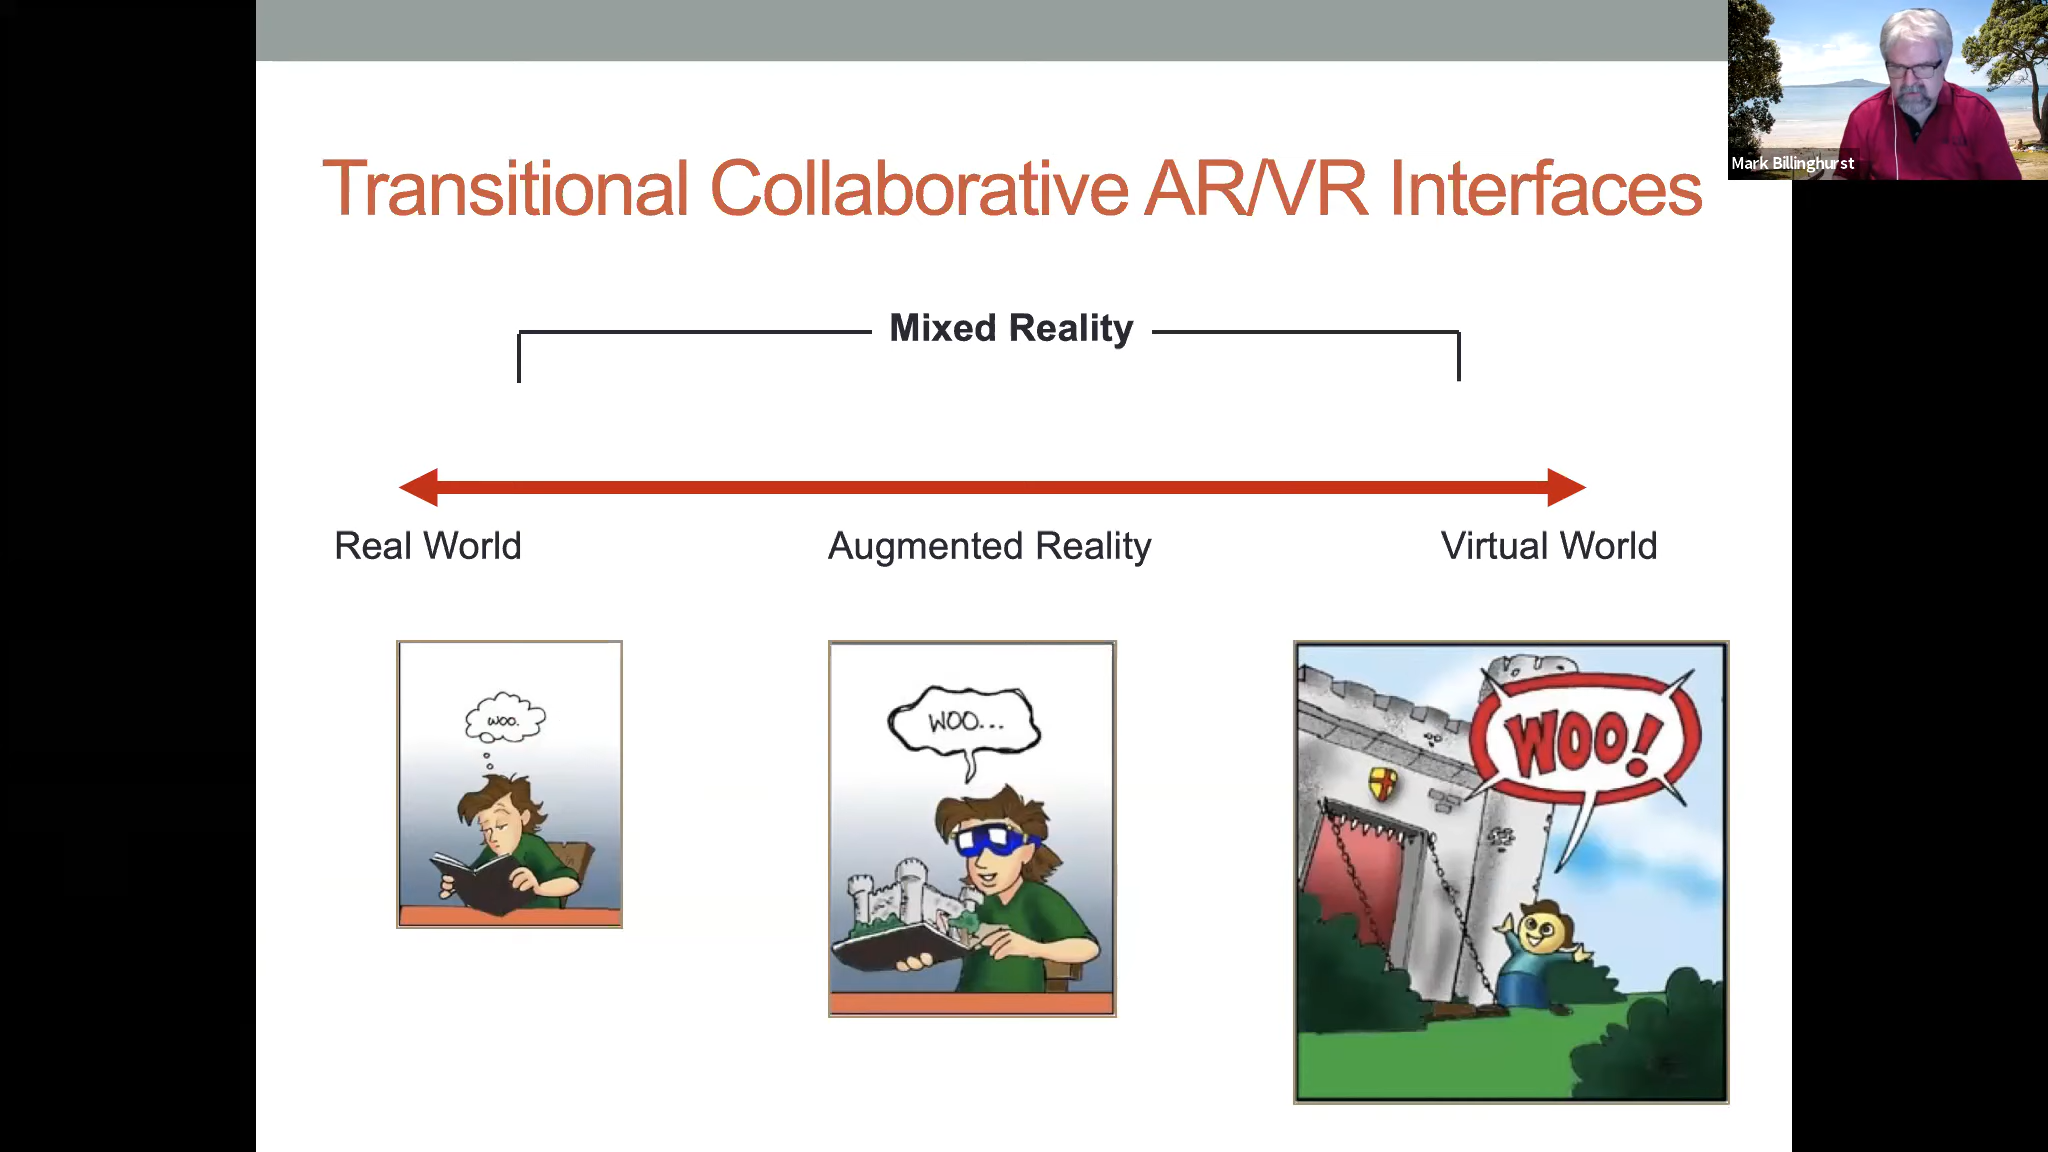 Transitional Collaborative AR/VR Interfaces
Mark Billinghurst
Mixed Reality
Real World
Augmented Reality
Virtual World
WOO.
WOO...
WOO!